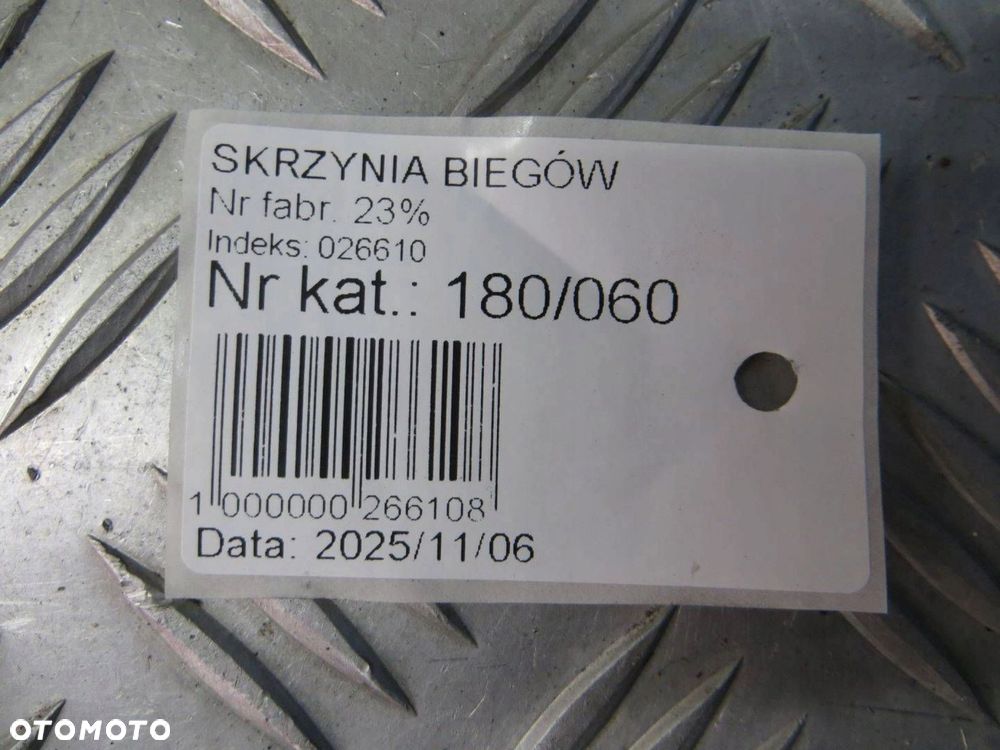 SKRZYNIA BIEGÓW
Nr fabr. 23%
Indeks: 026610
Nr kat.: 180/060
1 000000 266108
Data: 2025/11/06
OTOMOTO